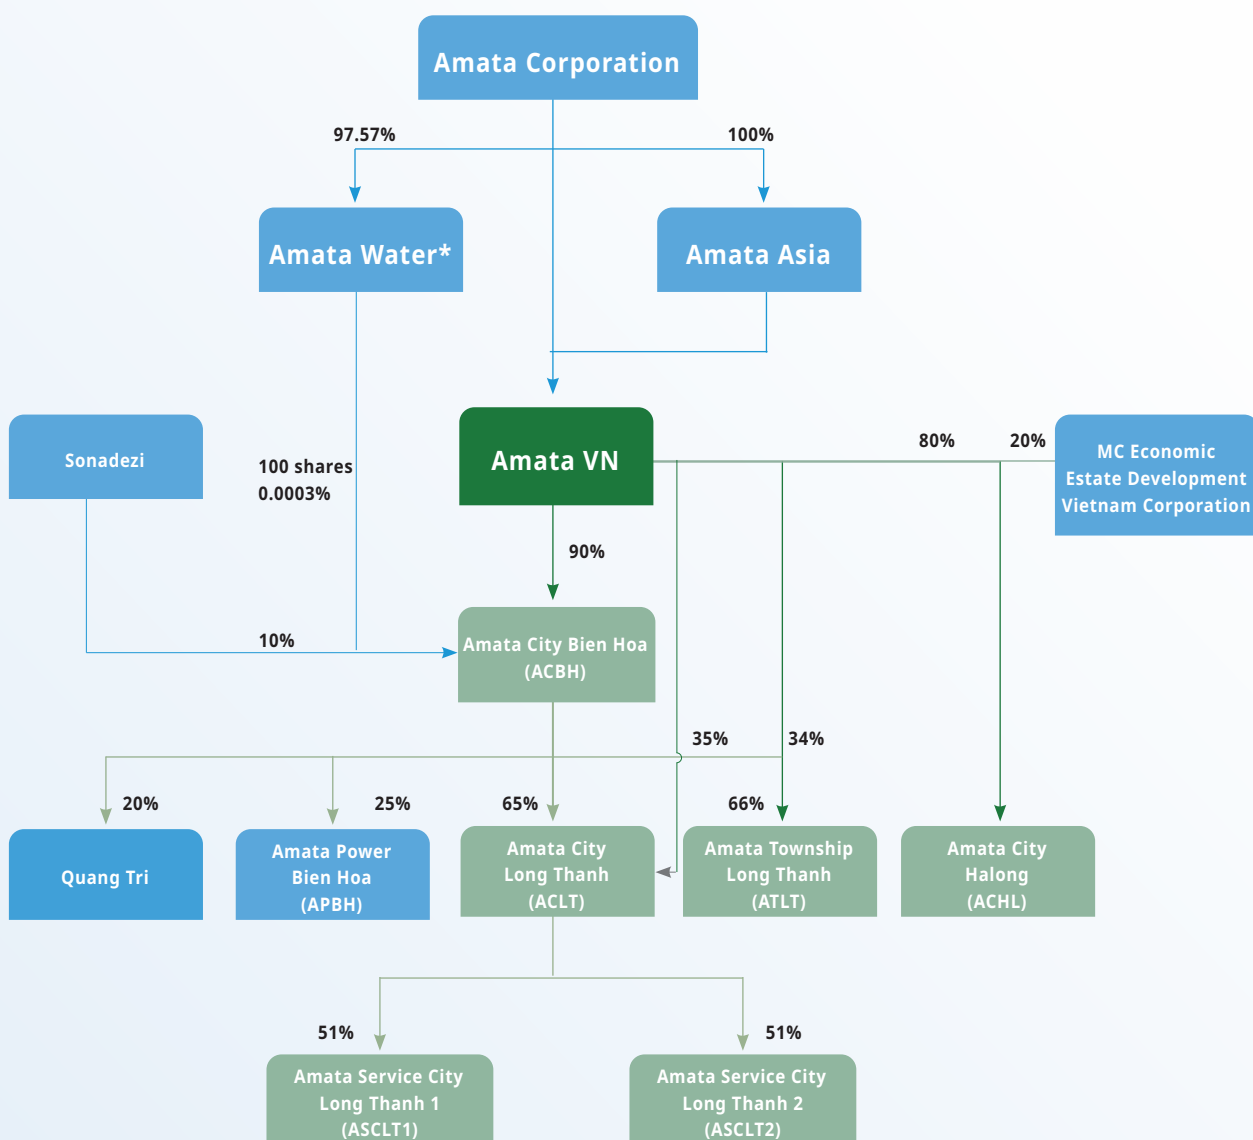 Amata Corporation
97.57%
100%
Amata Water*
Amata Asia
Sonadezi
100 shares
0.0003%
Amata VN
80%
20%
MC Economic
Estate Development
Vietnam Corporation
90%
10%
Amata City Bien Hoa
(ACBH)
35%
34%
20%
25%
65%
66%
Quang Tri
Amata Power
Bien Hoa
(APBH)
Amata City
Long Thanh
(ACLT)
Amata Township
Long Thanh
(ATLT)
Amata City
Halong
(ACHL)
51%
51%
Amata Service City
Long Thanh 1
(ASCLT1)
Amata Service City
Long Thanh 2
(ASCLT2)